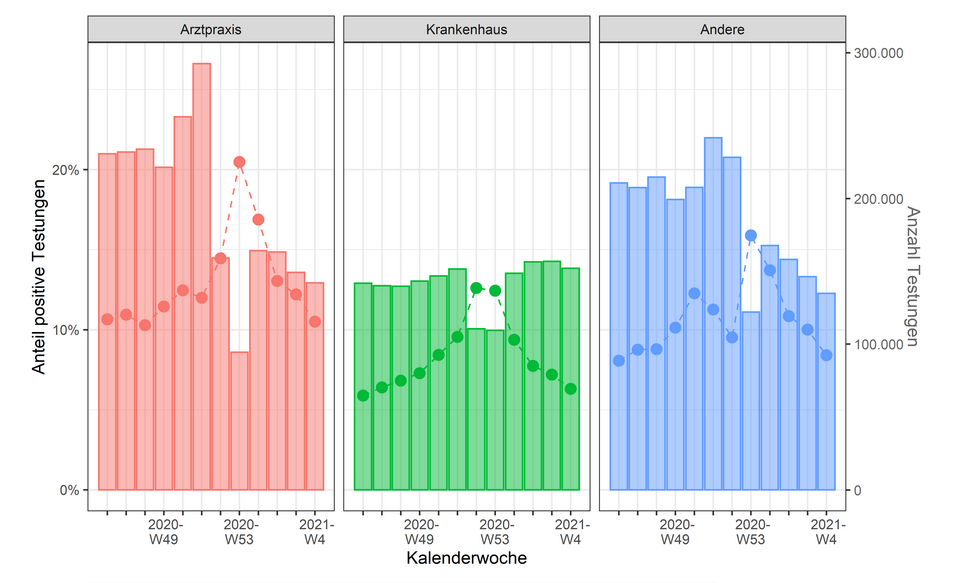 Arztpraxis
Krankenhaus
Andere
Anteil positive Testungen
20%
10%
0%
300.000
200.000
100.000
0
Anzahl Testungen
2020-
W49
2020-
W53
2021-
W4
2020-
W49
2020-
W53
2021-
W4
2020-
W49
2020-
W53
2021-
W4
Kalenderwoche